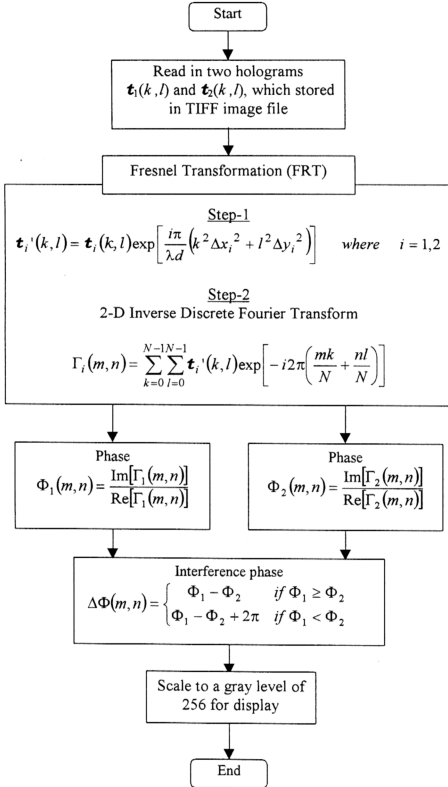 Start
Read in two holograms
t₁(k,l) and t₂(k,l), which stored
in TIFF image file
Fresnel Transformation (FRT)
Step-1
tᵢ'(k,l) = tᵢ(k,l)exp[iπ/λd (k²Δxᵢ² + l²Δyᵢ²)] where i = 1,2
Step-2
2-D Inverse Discrete Fourier Transform
Γᵢ(m,n) = ∑_{k=0}^{N-1} ∑_{l=0}^{N-1} tᵢ'(k,l)exp[-i2π(mk/N + nl/N)]
Phase
Φ₁(m,n) = Im[Γ₁(m,n)] / Re[Γ₁(m,n)]
Phase
Φ₂(m,n) = Im[Γ₂(m,n)] / Re[Γ₂(m,n)]
Interference phase
ΔΦ(m,n) = { Φ₁ − Φ₂ if Φ₁ ≥ Φ₂
Φ₁ − Φ₂ + 2π if Φ₁ < Φ₂
Scale to a gray level of
256 for display
End